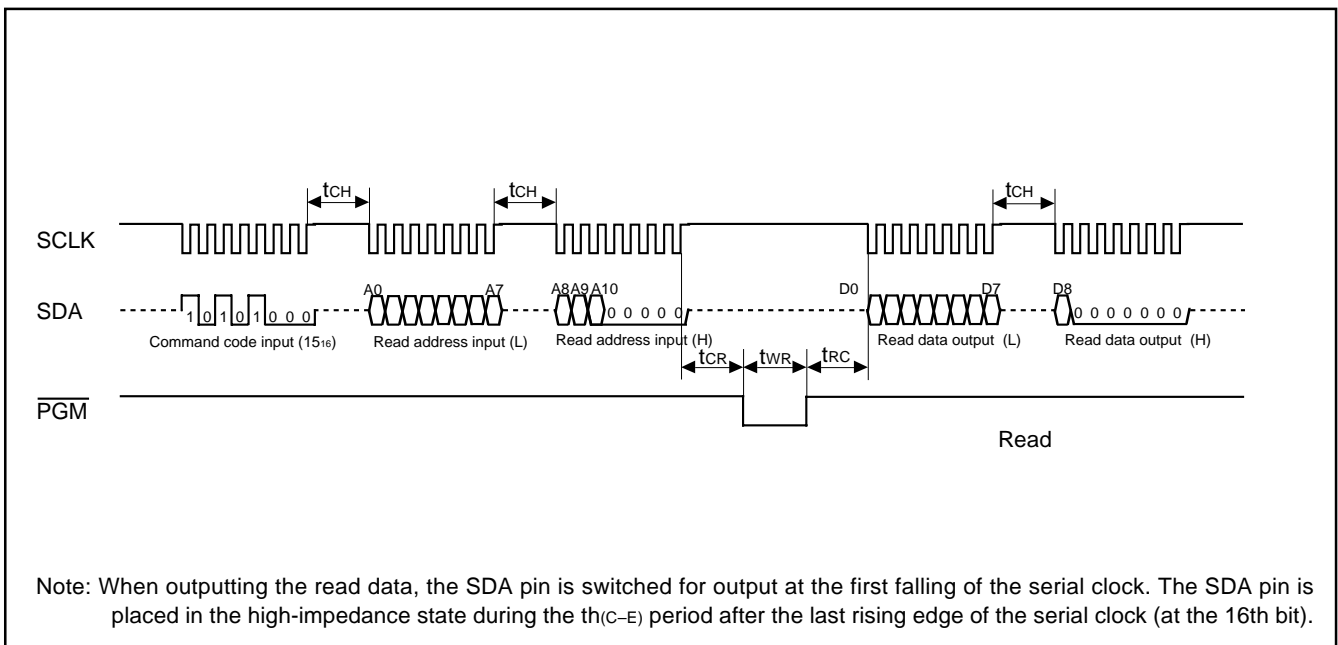 tCH tCH tCH
SCLK
A0 A7 A8 A9 A10 D0 D7 D8
SDA
1 0 1 0 1 0 0 0 0 0 0 0 0 0 0 0 0 0 0 0
Command code input (15₁₆) Read address input (L) Read address input (H) Read data output (L) Read data output (H)
tCR tWR tRC
PGM
Read
Note: When outputting the read data, the SDA pin is switched for output at the first falling of the serial clock. The SDA pin is
placed in the high-impedance state during the th(C–E) period after the last rising edge of the serial clock (at the 16th bit).